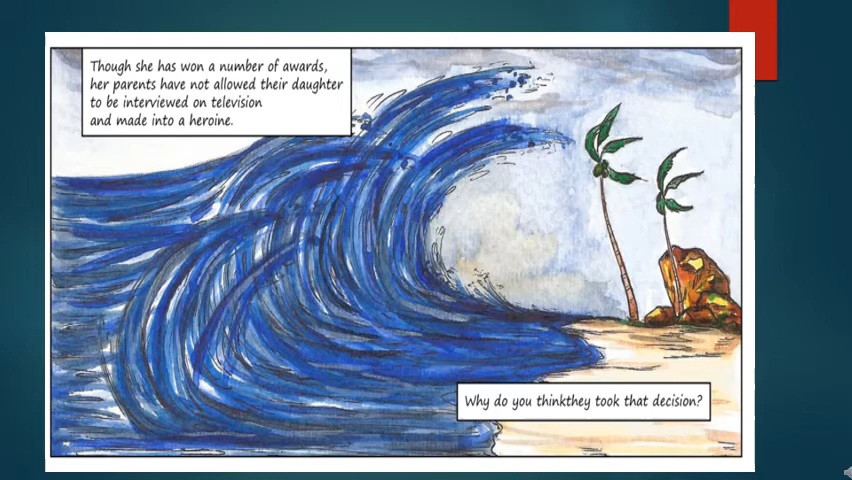 Though she has won a number of awards,
her parents have not allowed their daughter
to be interviewed on television
and made into a heroine.
Why do you thinkthey took that decision?